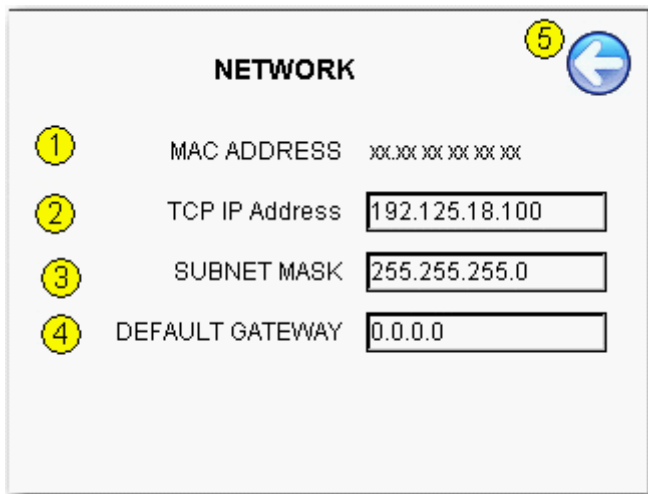 5
NETWORK
1 MAC ADDRESS XX.XX XX XX XX XX
2 TCP IP Address 192.125.18.100
3 SUBNET MASK 255.255.255.0
4 DEFAULT GATEWAY 0.0.0.0